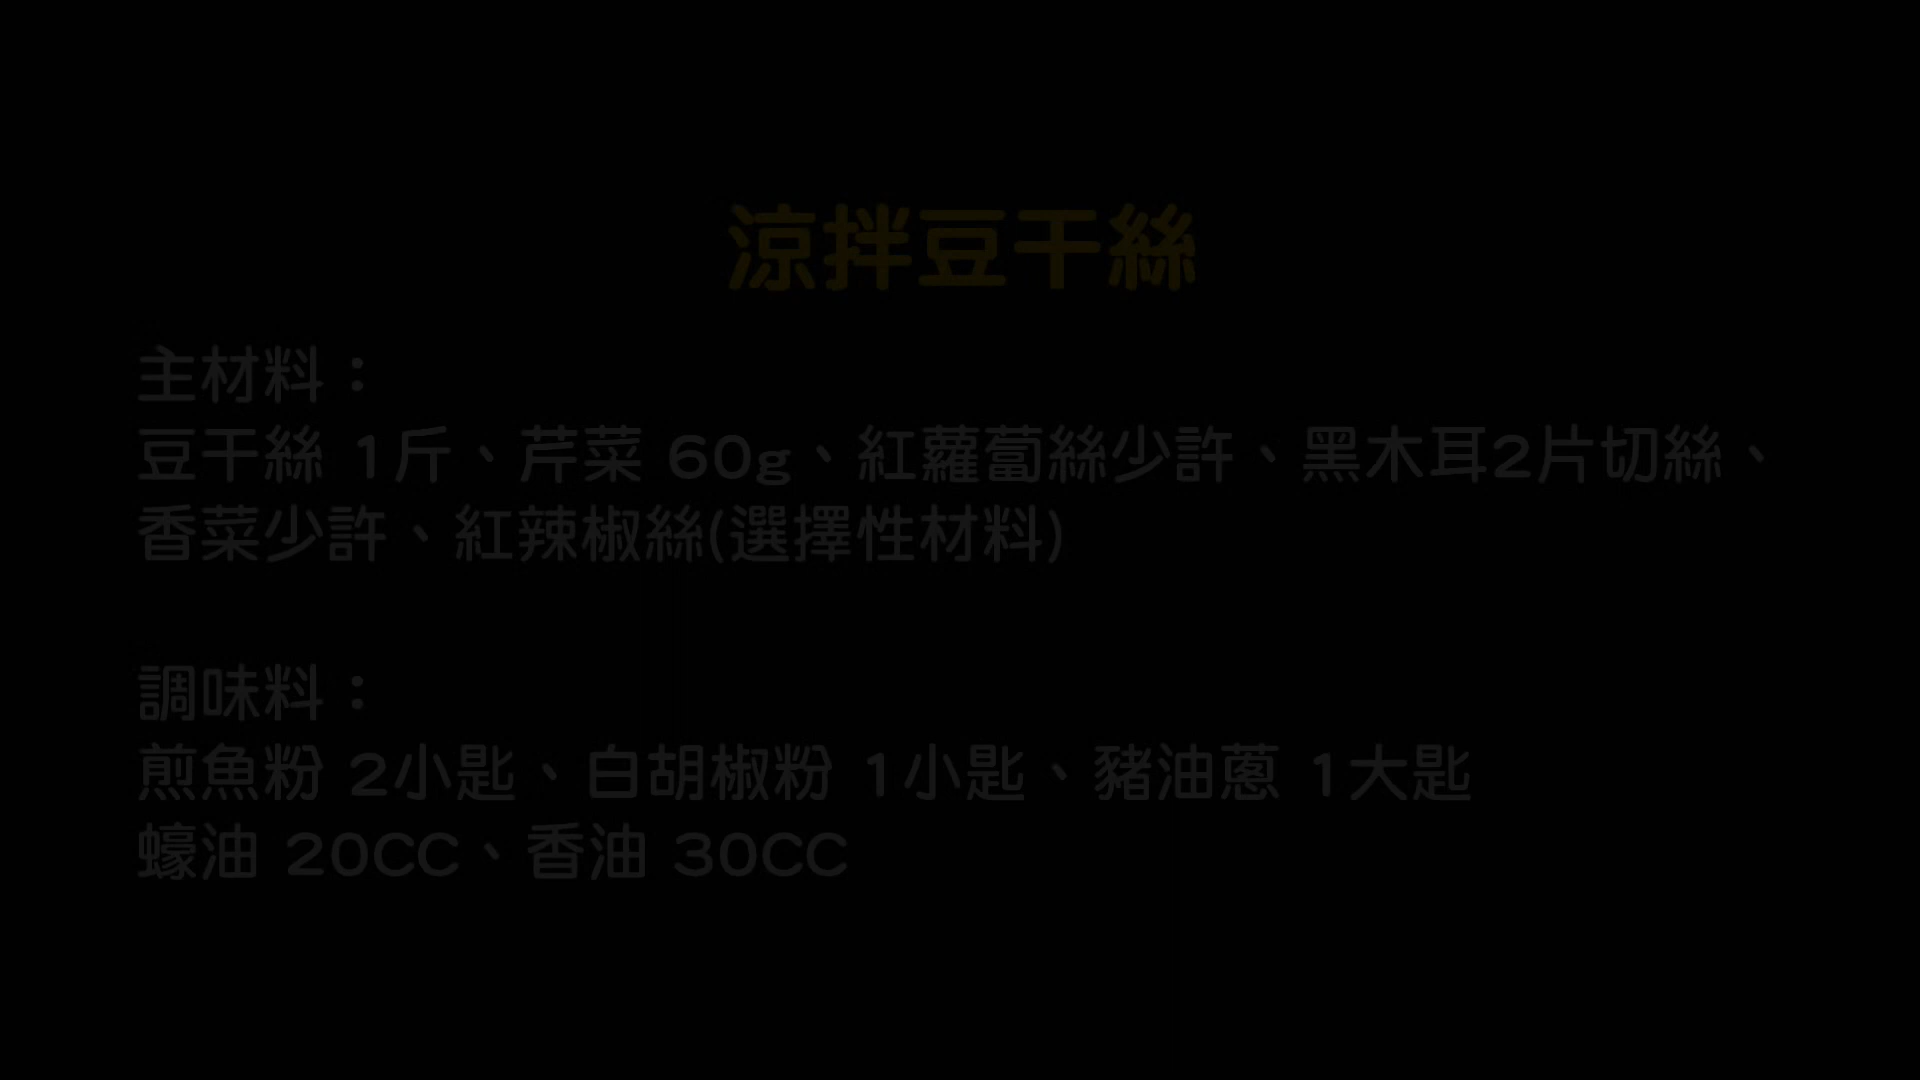 涼拌豆干絲
主材料：
豆干絲 1斤、芹菜 60g、紅蘿蔔絲少許、黑木耳2片切絲、
香菜少許、紅辣椒絲(選擇性材料)
調味料：
煎魚粉 2小匙、白胡椒粉 1小匙、豬油蔥 1大匙
蠔油 20CC、香油 30CC